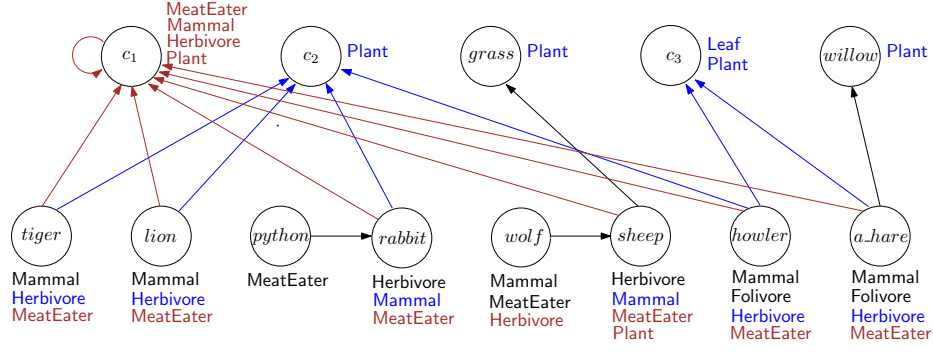 MeatEater
Mammal
Herbivore
Plant
c1
c2
Plant
grass
Plant
c3
Leaf
Plant
willow
Plant
tiger
lion
python
rabbit
wolf
sheep
howler
a_hare
Mammal
Herbivore
MeatEater
Mammal
Herbivore
MeatEater
MeatEater
Herbivore
Mammal
MeatEater
Mammal
MeatEater
Herbivore
Herbivore
Mammal
MeatEater
Plant
Mammal
Folivore
Herbivore
MeatEater
Mammal
Folivore
Herbivore
MeatEater